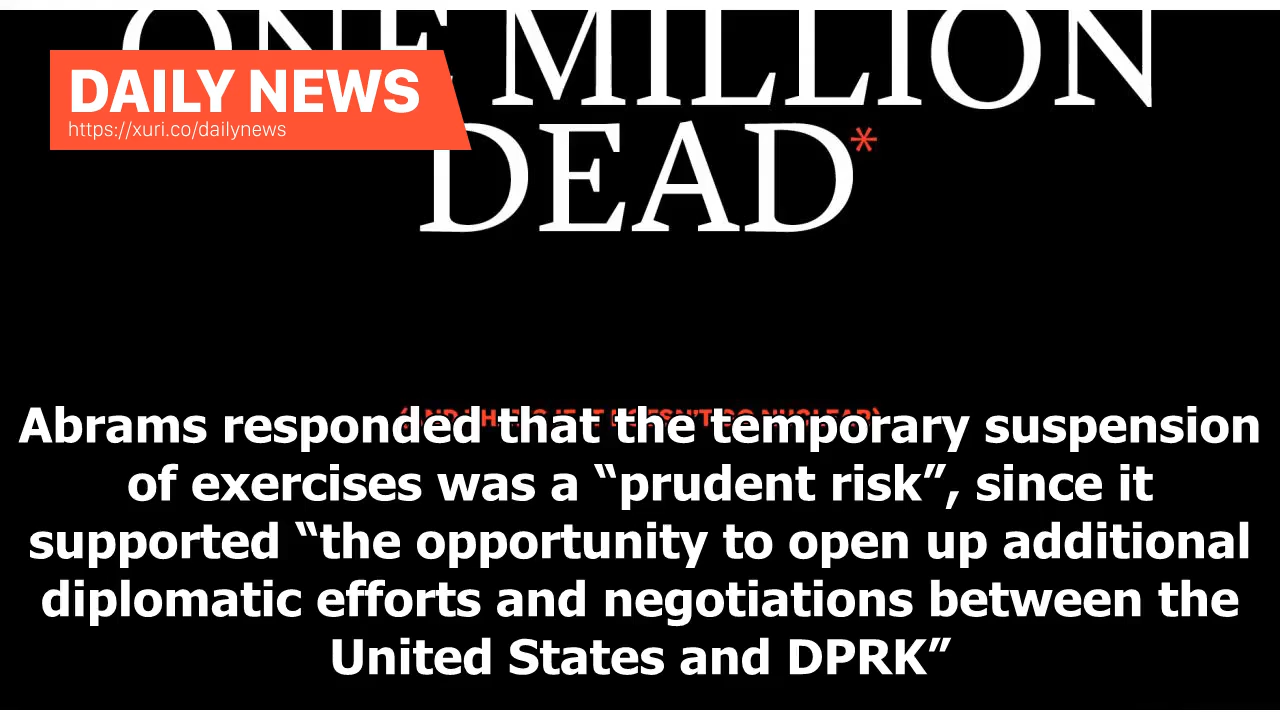 ONE MILLION
DAILY NEWS
https://xuri.co/dailynews
DEAD*
Abrams responded that the temporary suspension
of exercises was a “prudent risk”, since it
supported “the opportunity to open up additional
diplomatic efforts and negotiations between the
United States and DPRK”